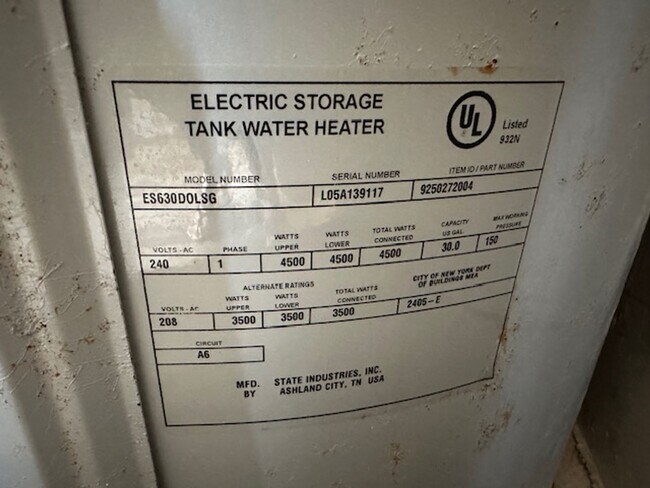 ELECTRIC STORAGE
TANK WATER HEATER
UL Listed
932N
MODEL NUMBER SERIAL NUMBER ITEM ID / PART NUMBER
ES630DOLSG L05A139117 9250272004
VOLTS - AC PHASE WATTS UPPER WATTS LOWER TOTAL WATTS CONNECTED CAPACITY US GAL. MAX WORKING PRESSURE
240 1 4500 4500 4500 30.0 150
ALTERNATE RATINGS
VOLTS - AC WATTS UPPER WATTS LOWER TOTAL WATTS CONNECTED CITY OF NEW YORK DEPT OF BUILDINGS MEA
208 3500 3500 3500 2405-E
CIRCUIT
A6
MFD. BY STATE INDUSTRIES, INC.
ASHLAND CITY, TN USA